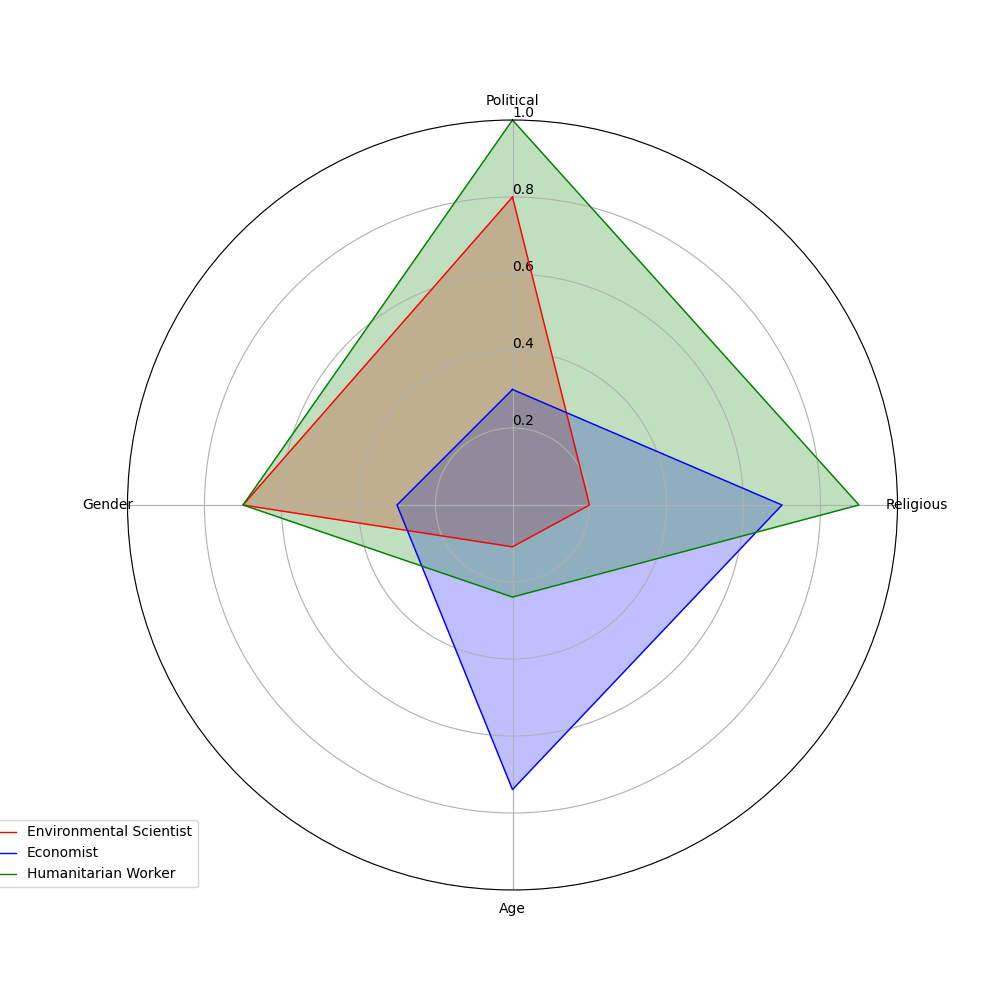 Political
1.0
0.8
0.6
0.4
0.2
Gender
Religious
Environmental Scientist
Economist
Humanitarian Worker
Age